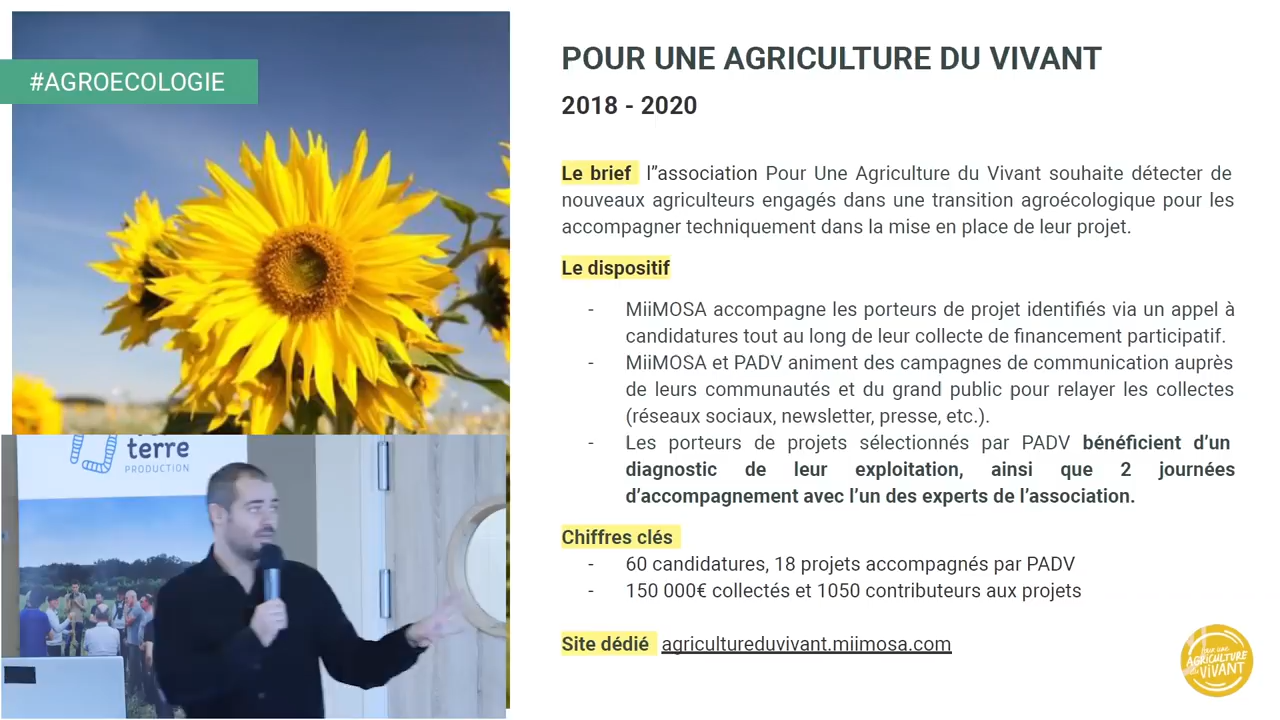 #AGROECOLOGIE
POUR UNE AGRICULTURE DU VIVANT
2018 - 2020
Le brief l”association Pour Une Agriculture du Vivant souhaite détecter de
nouveaux agriculteurs engagés dans une transition agroécologique pour les
accompagner techniquement dans la mise en place de leur projet.
Le dispositif
- MiiMOSA accompagne les porteurs de projet identifiés via un appel à
candidatures tout au long de leur collecte de financement participatif.
- MiiMOSA et PADV animent des campagnes de communication auprès
de leurs communautés et du grand public pour relayer les collectes
(réseaux sociaux, newsletter, presse, etc.).
- Les porteurs de projets sélectionnés par PADV bénéficient d’un
diagnostic de leur exploitation, ainsi que 2 journées
d’accompagnement avec l’un des experts de l’association.
Chiffres clés
- 60 candidatures, 18 projets accompagnés par PADV
- 150 000€ collectés et 1050 contributeurs aux projets
Site dédié agricultureduvivant.miimosa.com
terre
PRODUCTION
POUR UNE
AGRICULTURE
DU VIVANT